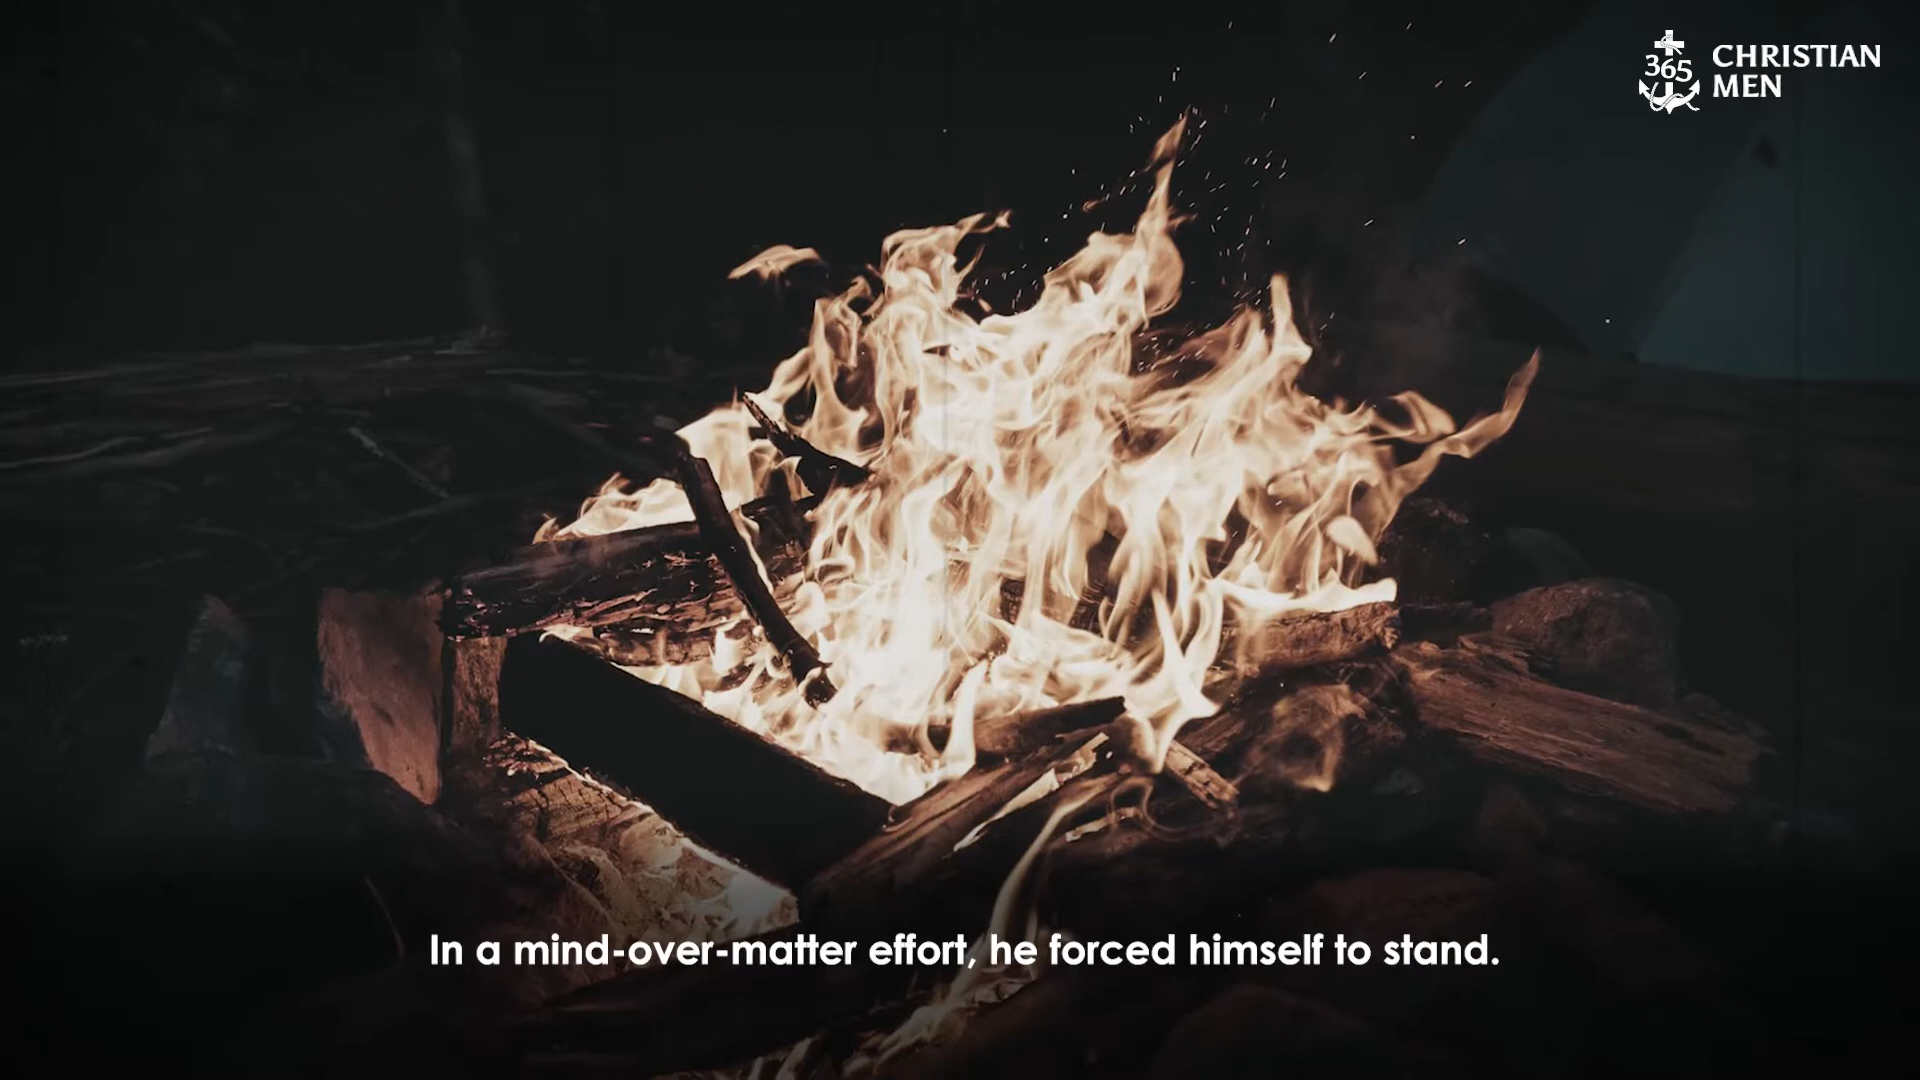 365
CHRISTIAN
MEN
In a mind-over-matter effort, he forced himself to stand.